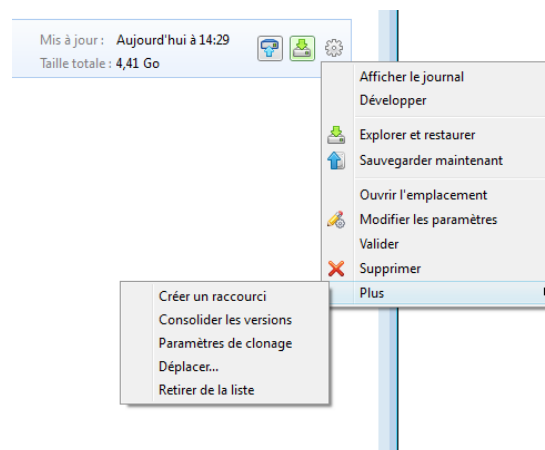 Mis à jour : Aujourd'hui à 14:29
Taille totale : 4,41 Go
Afficher le journal
Développer
Explorer et restaurer
Sauvegarder maintenant
Ouvrir l'emplacement
Modifier les paramètres
Valider
Supprimer
Plus
Créer un raccourci
Consolider les versions
Paramètres de clonage
Déplacer...
Retirer de la liste